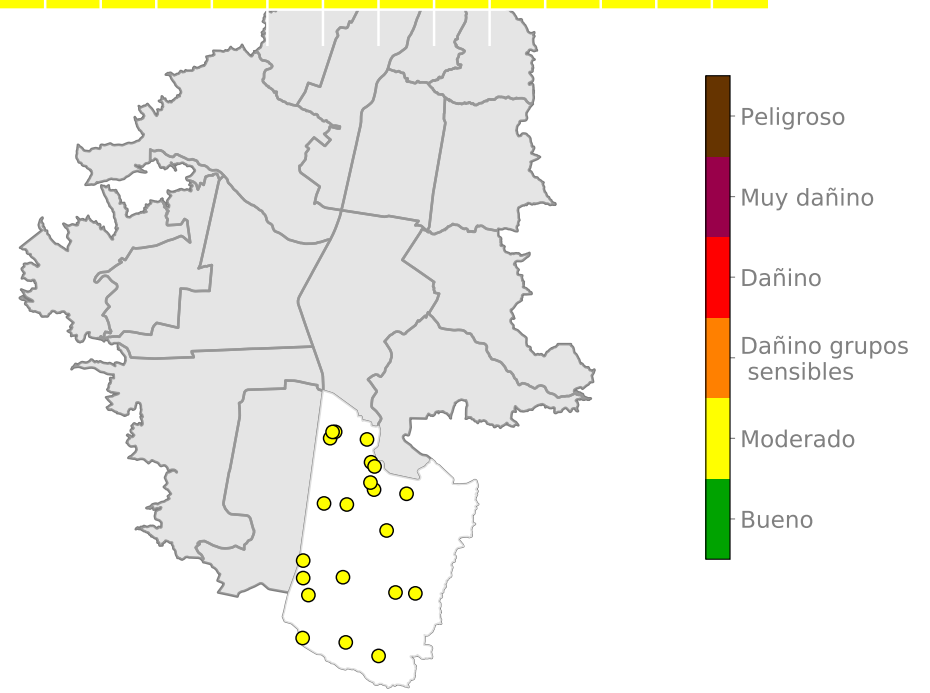 Peligroso
Muy dañino
Dañino
Dañino grupos
sensibles
Moderado
Bueno